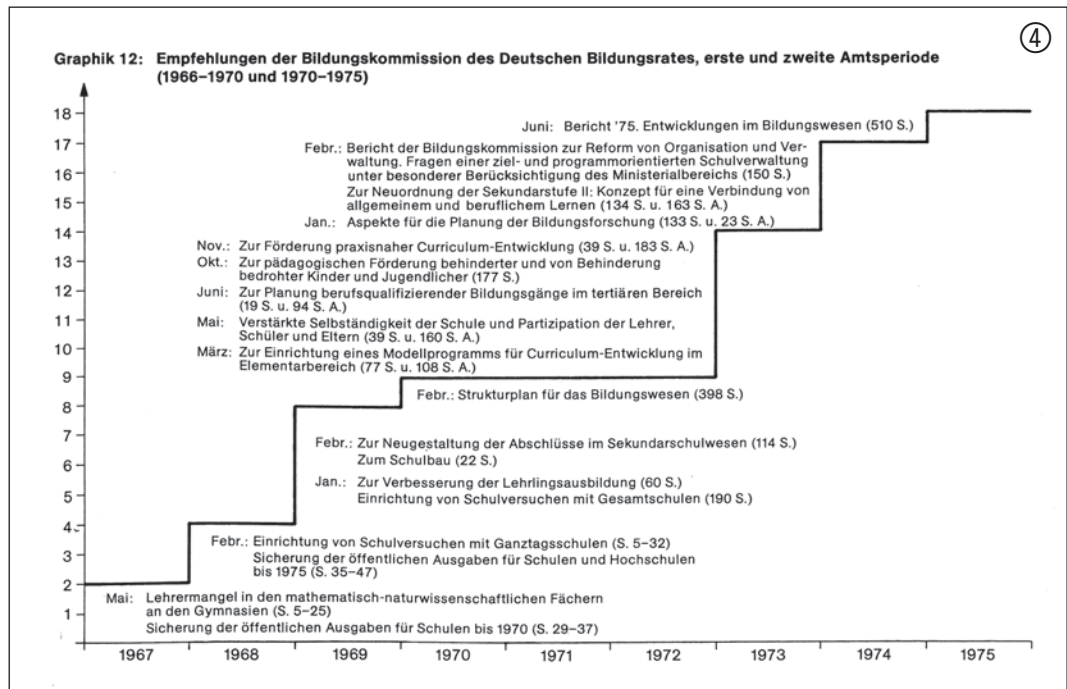 ④
Graphik 12: Empfehlungen der Bildungskommission des Deutschen Bildungsrates, erste und zweite Amtsperiode
(1966–1970 und 1970–1975)
18
17
16
15
14
13
12
11
10
9
8
7
6
5
4
3
2
1
Juni: Bericht '75. Entwicklungen im Bildungswesen (510 S.)
Febr.: Bericht der Bildungskommission zur Reform von Organisation und Ver-
waltung. Fragen einer ziel- und programmorientierten Schulverwaltung
unter besonderer Berücksichtigung des Ministerialbereichs (150 S.)
Zur Neuordnung der Sekundarstufe II: Konzept für eine Verbindung von
allgemeinem und beruflichem Lernen (134 S. u. 163 S. A.)
Jan.: Aspekte für die Planung der Bildungsforschung (133 S. u. 23 S. A.)
Nov.: Zur Förderung praxisnaher Curriculum-Entwicklung (39 S. u. 183 S. A.)
Okt.: Zur pädagogischen Förderung behinderter und von Behinderung
bedrohter Kinder und Jugendlicher (177 S.)
Juni: Zur Planung berufsqualifizierender Bildungsgänge im tertiären Bereich
(19 S. u. 94 S. A.)
Mai: Verstärkte Selbständigkeit der Schule und Partizipation der Lehrer,
Schüler und Eltern (39 S. u. 160 S. A.)
März: Zur Einrichtung eines Modellprogramms für Curriculum-Entwicklung im
Elementarbereich (77 S. u. 108 S. A.)
Febr.: Strukturplan für das Bildungswesen (398 S.)
Febr.: Zur Neugestaltung der Abschlüsse im Sekundarschulwesen (114 S.)
Zum Schulbau (22 S.)
Jan.: Zur Verbesserung der Lehrlingsausbildung (60 S.)
Einrichtung von Schulversuchen mit Gesamtschulen (190 S.)
Febr.: Einrichtung von Schulversuchen mit Ganztagsschulen (S. 5–32)
Sicherung der öffentlichen Ausgaben für Schulen und Hochschulen
bis 1975 (S. 35–47)
Mai: Lehrermangel in den mathematisch-naturwissenschaftlichen Fächern
an den Gymnasien (S. 5–25)
Sicherung der öffentlichen Ausgaben für Schulen bis 1970 (S. 29–37)
1967 1968 1969 1970 1971 1972 1973 1974 1975